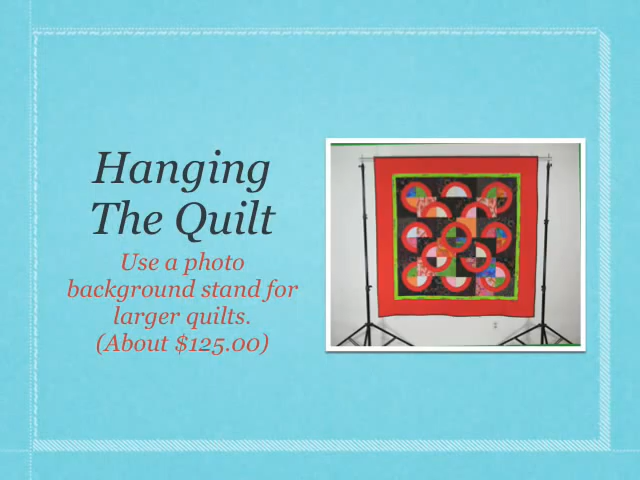 Hanging
The Quilt
Use a photo
background stand for
larger quilts.
(About $125.00)